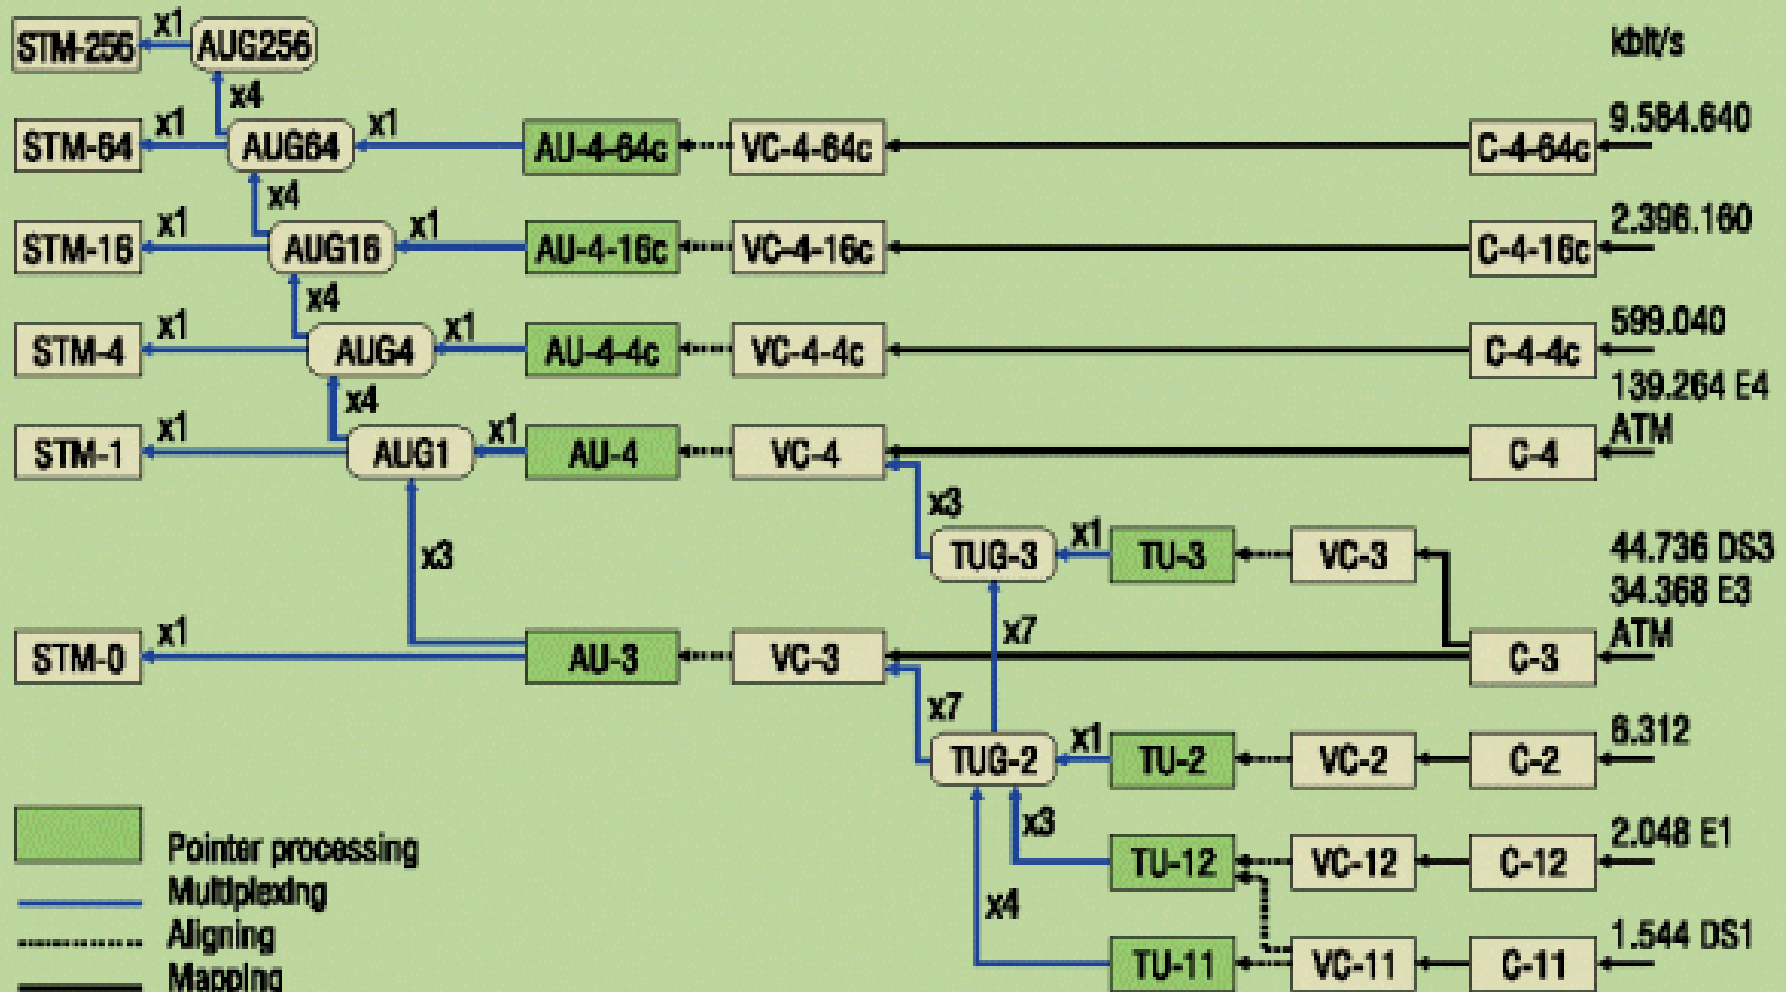 STM-256 x1 AUG256 kbit/s
x4
STM-64 x1 AUG64 x1 AU-4-64c VC-4-64c C-4-64c 9.584.640
x4
STM-16 x1 AUG16 x1 AU-4-16c VC-4-16c C-4-16c 2.396.160
x4
STM-4 x1 AUG4 x1 AU-4-4c VC-4-4c C-4-4c 599.040
x4 139.264 E4
STM-1 x1 AUG1 x1 AU-4 VC-4 C-4 ATM
x3
x3 TUG-3 x1 TU-3 VC-3 44.736 DS3
34.368 E3
x7
STM-0 x1 AU-3 VC-3 C-3 ATM
x7
TUG-2 x1 TU-2 VC-2 C-2 6.312
x3
TU-12 VC-12 C-12 2.048 E1
x4
TU-11 VC-11 C-11 1.544 DS1
Pointer processing
Multiplexing
Aligning
Mapping